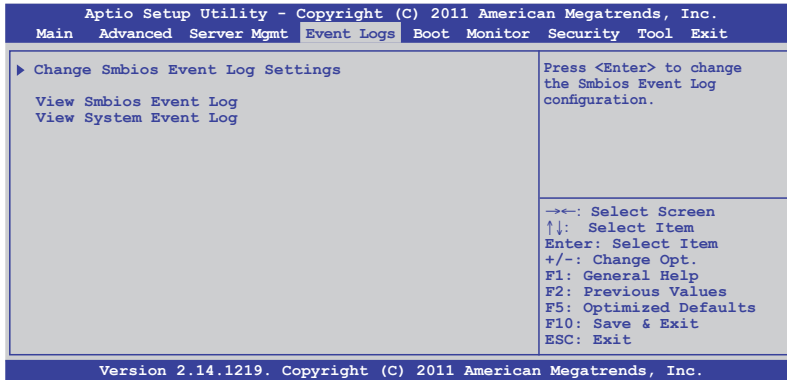 Aptio Setup Utility - Copyright (C) 2011 American Megatrends, Inc.
Main Advanced Server Mgmt Event Logs Boot Monitor Security Tool Exit
Change Smbios Event Log Settings
View Smbios Event Log
View System Event Log
Press <Enter> to change
the Smbios Event Log
configuration.
→←: Select Screen
↑↓: Select Item
Enter: Select Item
+/-: Change Opt.
F1: General Help
F2: Previous Values
F5: Optimized Defaults
F10: Save & Exit
ESC: Exit
Version 2.14.1219. Copyright (C) 2011 American Megatrends, Inc.